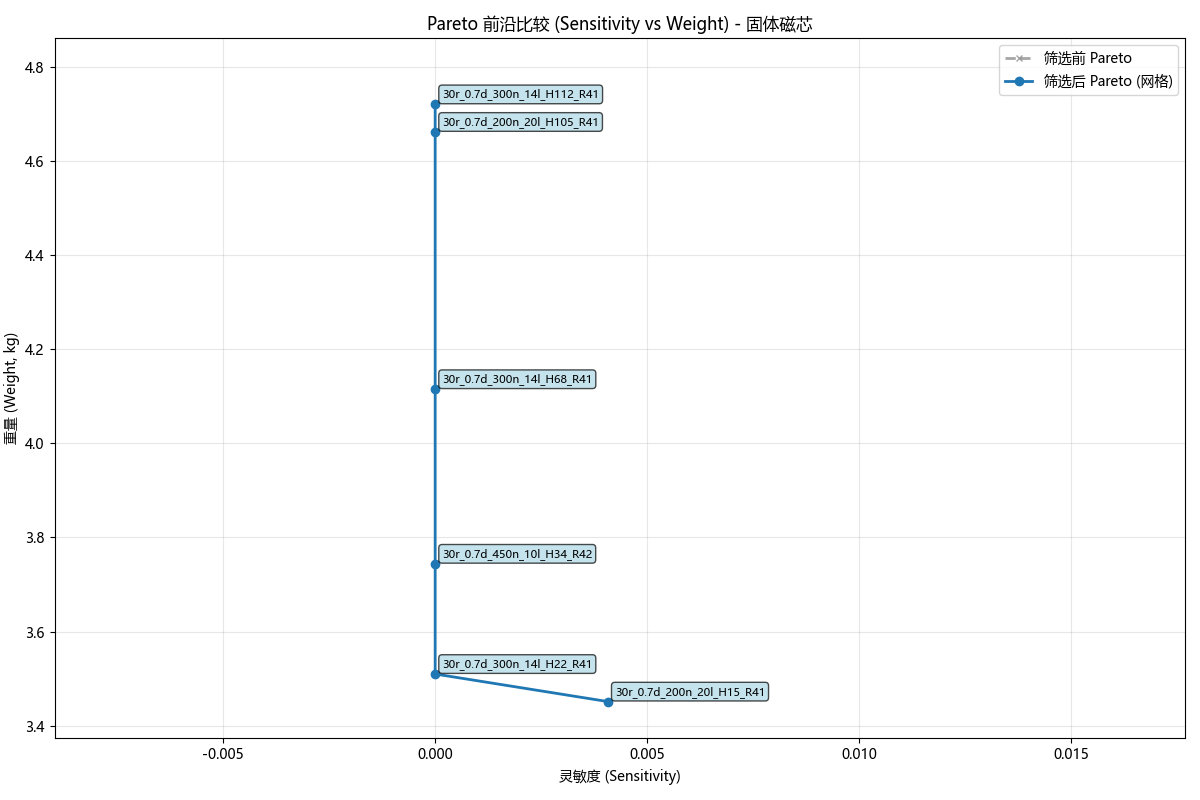 Pareto 前沿比较 (Sensitivity vs Weight) - 固体磁芯
筛选前 Pareto
筛选后 Pareto (网格)
4.8
4.6
4.4
4.2
4.0
3.8
3.6
3.4
重量 (Weight, kg)
30r_0.7d_300n_14l_H112_R41
30r_0.7d_200n_20l_H105_R41
30r_0.7d_300n_14l_H68_R41
30r_0.7d_450n_10l_H34_R42
30r_0.7d_300n_14l_H22_R41
30r_0.7d_200n_20l_H15_R41
-0.005
0.000
0.005
0.010
0.015
灵敏度 (Sensitivity)